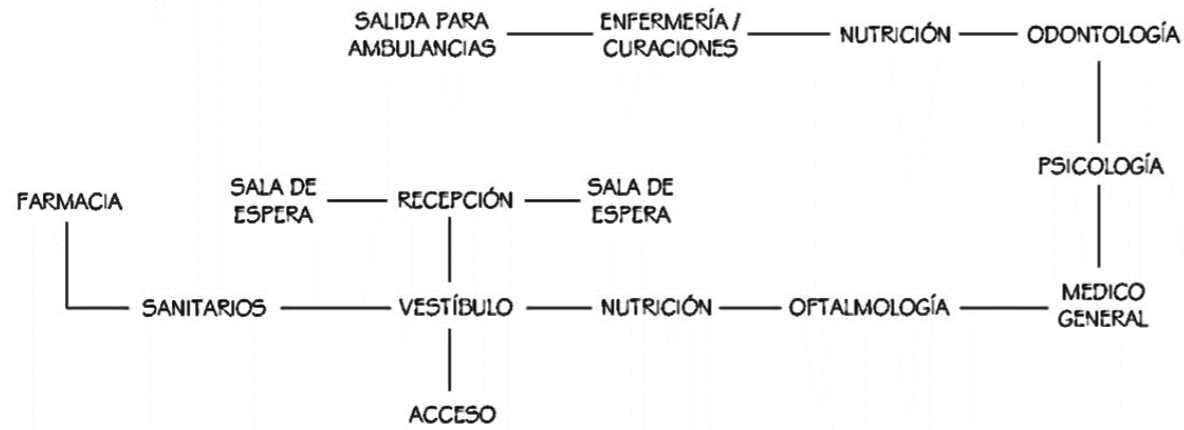 SALIDA PARA
AMBULANCIAS
ENFERMERÍA /
CURACIONES
NUTRICIÓN
ODONTOLOGÍA
PSICOLOGÍA
FARMACIA
SALA DE
ESPERA
RECEPCIÓN
SALA DE
ESPERA
SANITARIOS
VESTÍBULO
NUTRICIÓN
OFTALMOLOGÍA
MEDICO
GENERAL
ACCESO